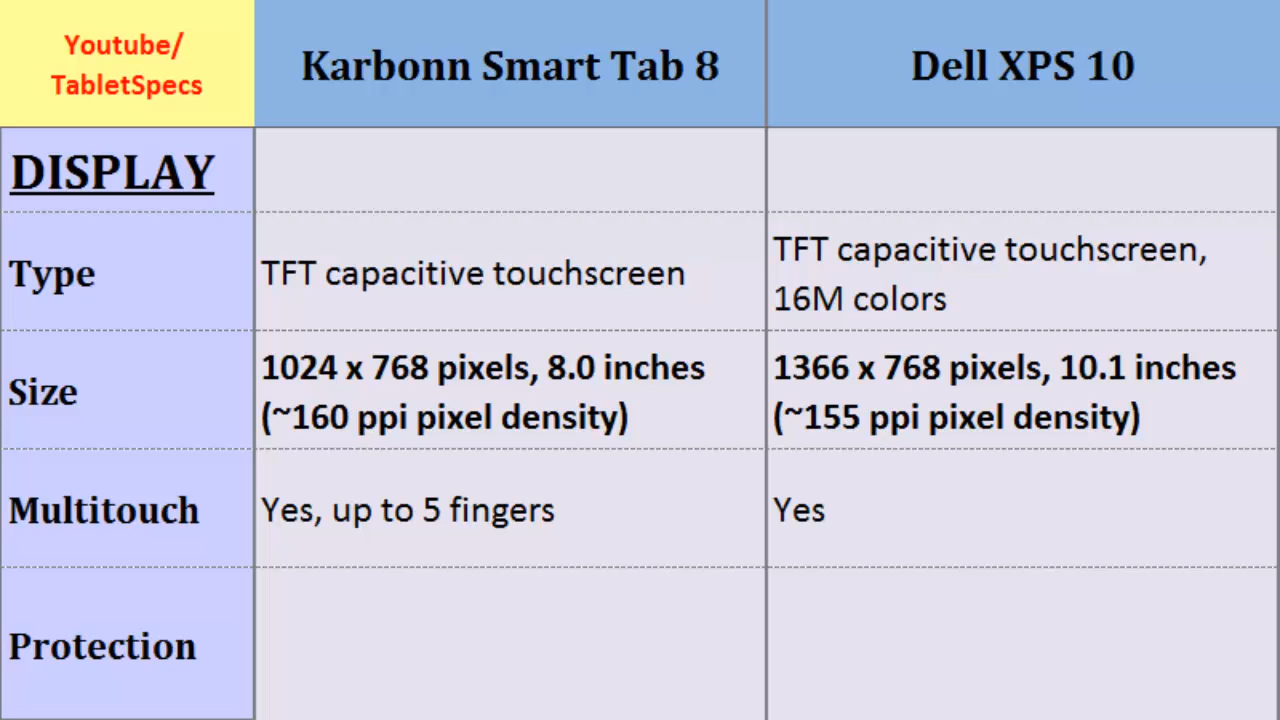 Youtube/
TabletSpecs
Karbonn Smart Tab 8
Dell XPS 10
DISPLAY
Type
TFT capacitive touchscreen
TFT capacitive touchscreen,
16M colors
Size
1024 x 768 pixels, 8.0 inches
(~160 ppi pixel density)
1366 x 768 pixels, 10.1 inches
(~155 ppi pixel density)
Multitouch
Yes, up to 5 fingers
Yes
Protection